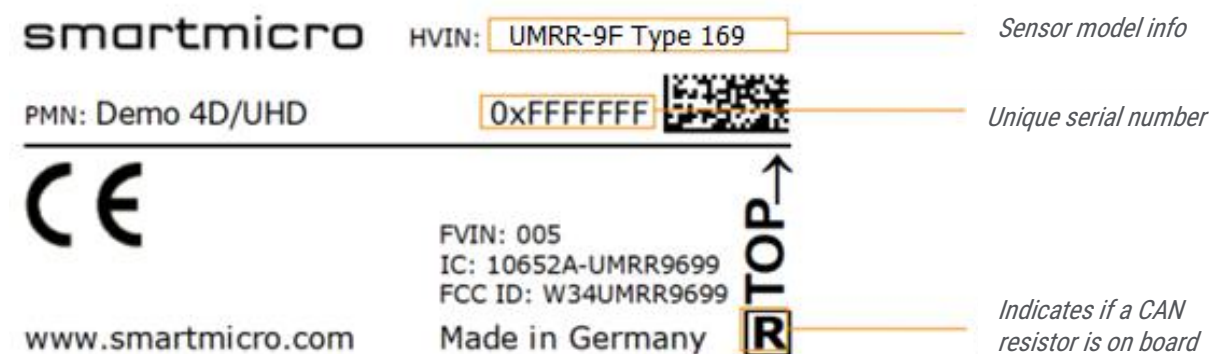 smartmicro HVIN: UMRR-9F Type 169
Sensor model info
PMN: Demo 4D/UHD 0xFFFFFFF
Unique serial number
CE
TOP→
FVIN: 005
IC: 10652A-UMRR9699
FCC ID: W34UMRR9699
www.smartmicro.com Made in Germany R
Indicates if a CAN
resistor is on board